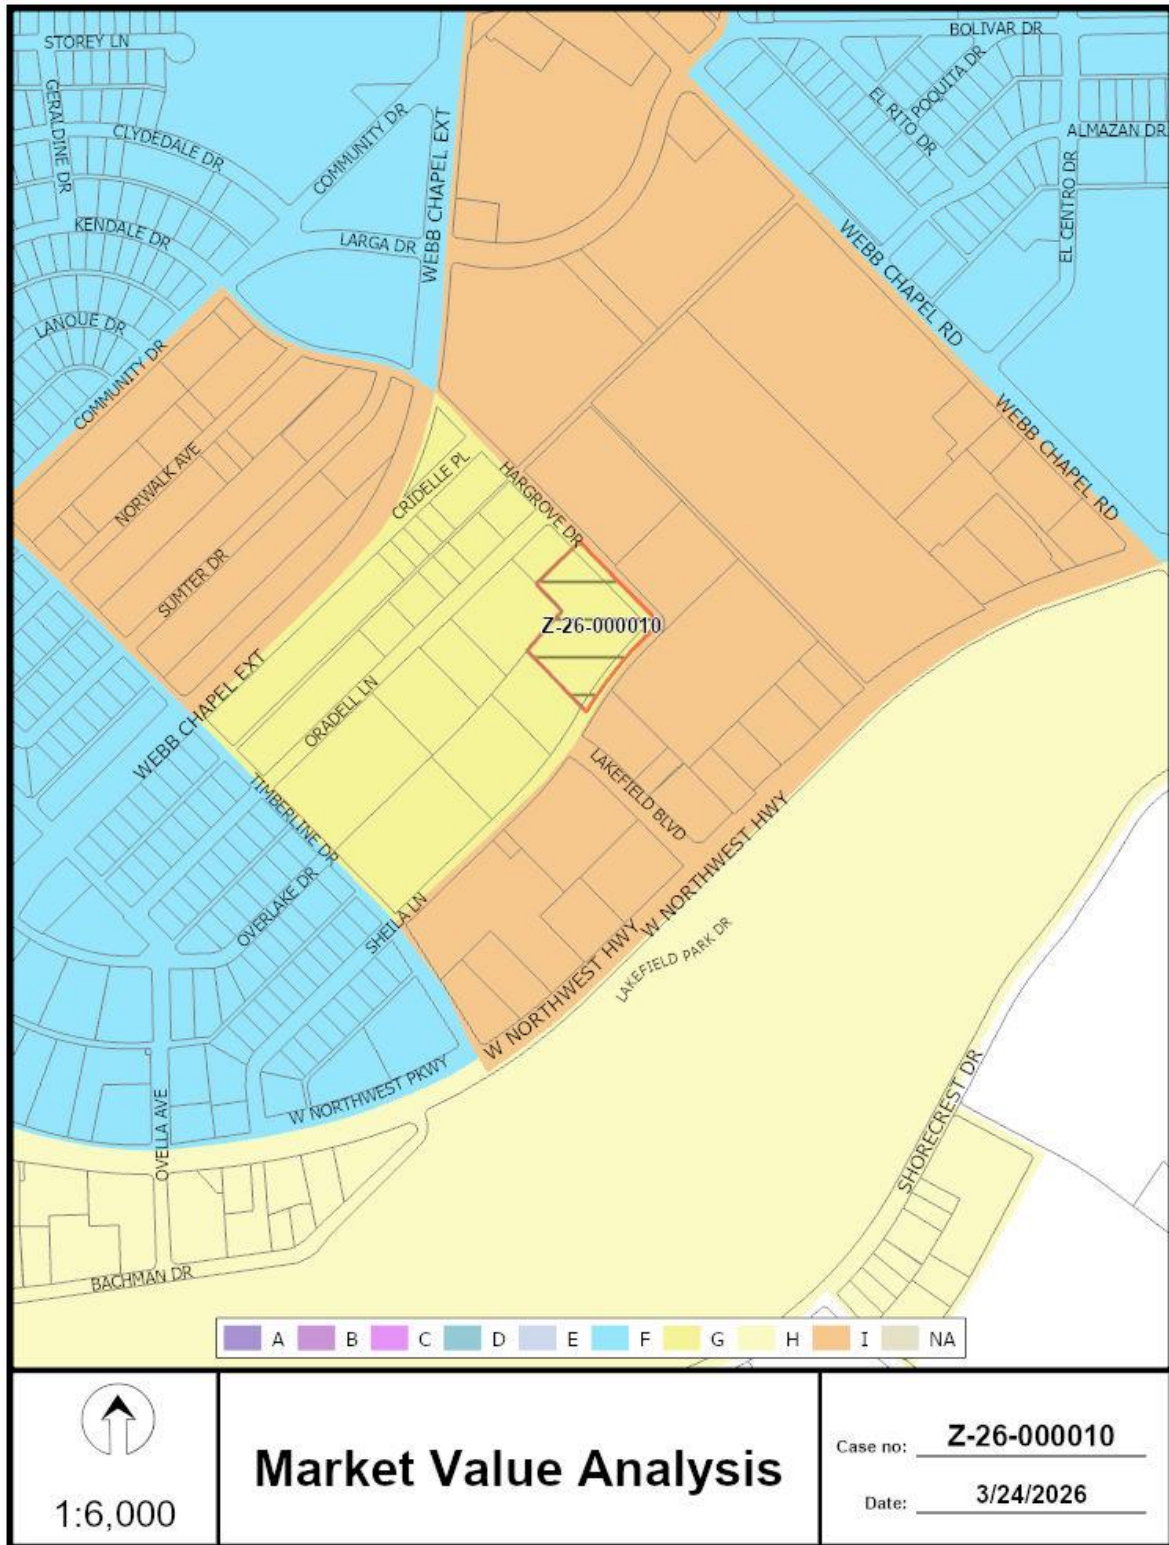 STOREY LN
BOLIVAR DR
GERALDINE DR
POQUITA DR
EL RITO DR
CLYDEDALE DR
COMMUNITY DR
WEBB CHAPEL EXT
ALMAZAN DR
EL CENTRO DR
KENDALE DR
LARGA DR
WEBB CHAPEL RD
LANOUE DR
COMMUNITY DR
WEBB CHAPEL RD
NORWALK AVE
CRIDELLE PL
HARGROVE DR
SUMTER DR
Z-26-000010
WEBB CHAPEL EXT
ORADELL LN
TIMBERLINE DR
LAKEFIELD BLVD
W NORTHWEST HWY
OVERLAKE DR
SHEILA LN
W NORTHWEST HWY
LAKEFIELD PARK DR
W NORTHWEST PKWY
OVELLA AVE
SHORECREST DR
BACHMAN DR
A B C D E F G H I NA
1:6,000
Market Value Analysis
Case no: Z-26-000010
Date: 3/24/2026